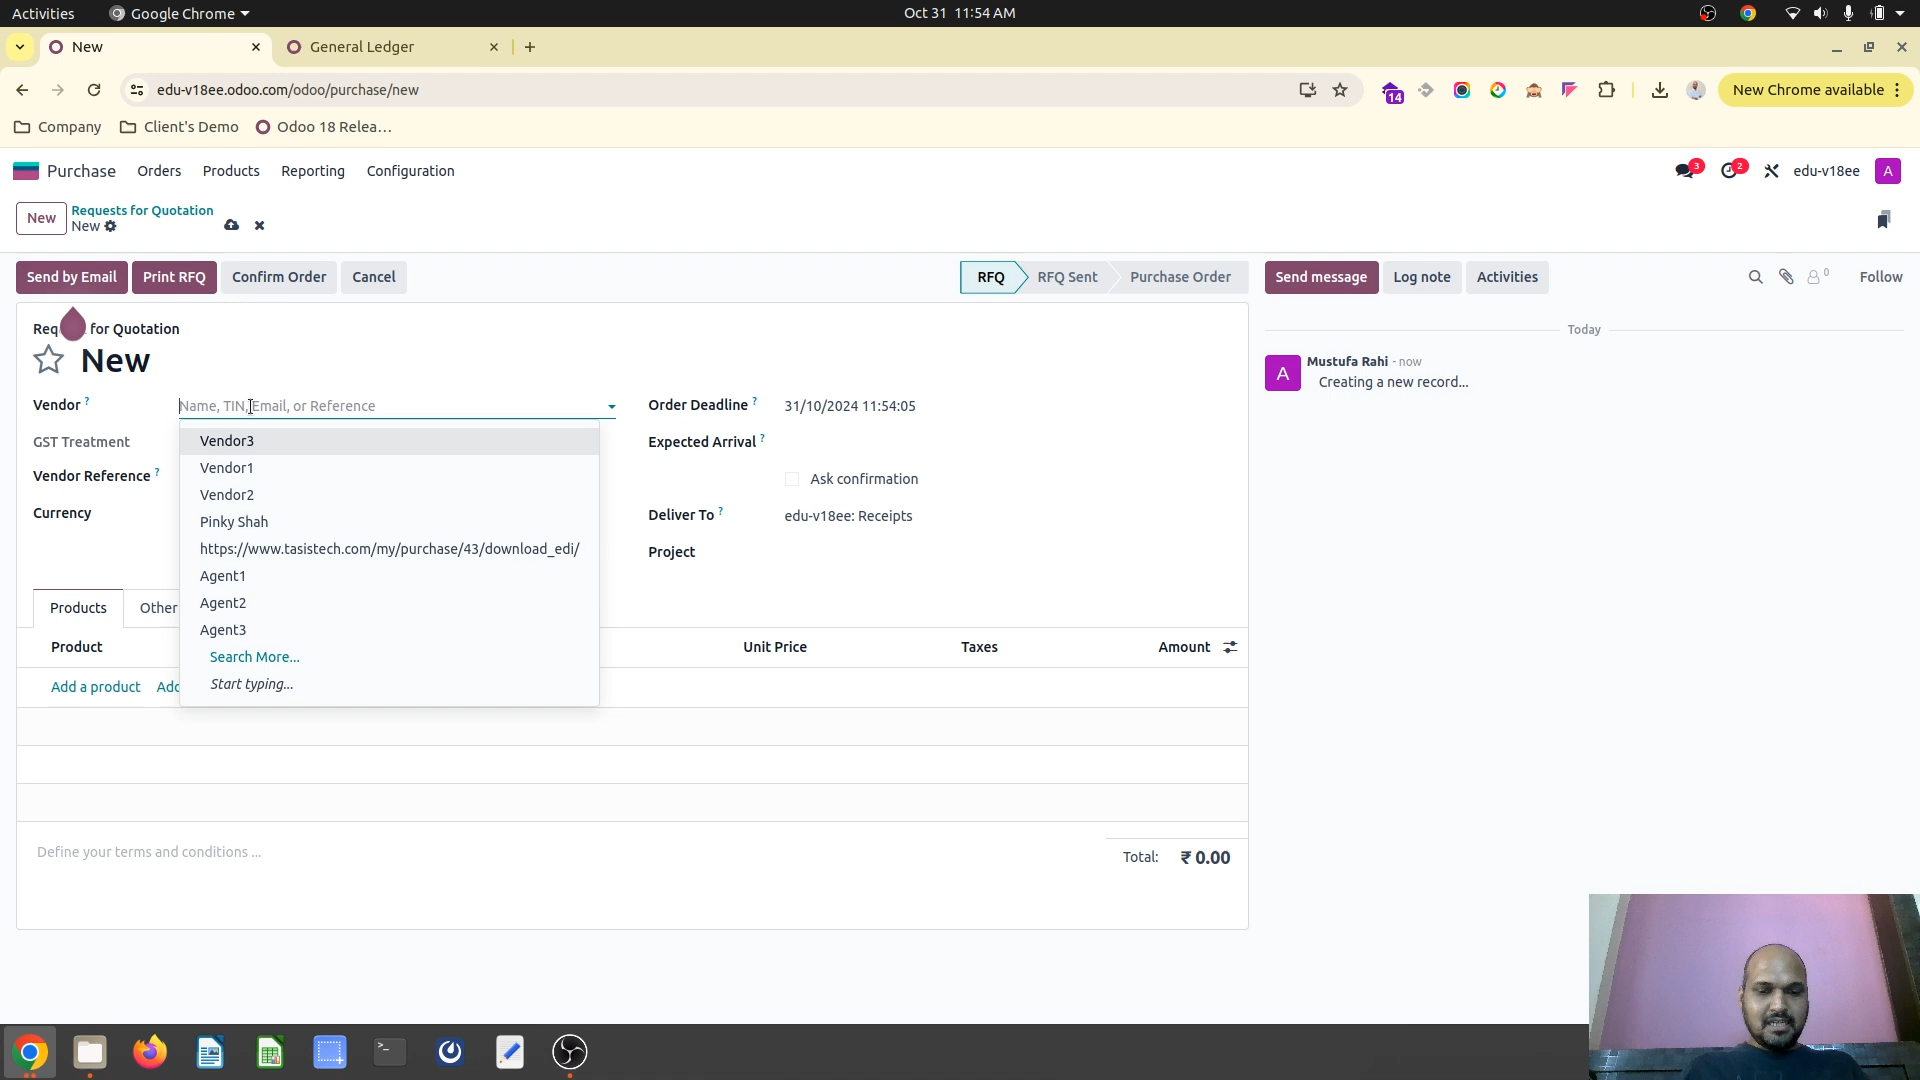 Activities Google Chrome Oct 31 11:54 AM
New General Ledger
edu-v18ee.odoo.com/odoo/purchase/new 14 New Chrome available
Company Client's Demo Odoo 18 Relea...
Purchase Orders Products Reporting Configuration 3 2 edu-v18ee A
New Requests for Quotation
New
Send by Email Print RFQ Confirm Order Cancel RFQ RFQ Sent Purchase Order Send message Log note Activities 0 Follow
Req for Quotation Today
New
Mustufa Rahi - now
A Creating a new record...
Vendor ? Name, TIN, Email, or Reference Order Deadline ? 31/10/2024 11:54:05
GST Treatment Vendor3 Expected Arrival ?
Vendor1
Vendor Reference ? Ask confirmation
Vendor2
Currency Deliver To ? edu-v18ee: Receipts
Pinky Shah
https://www.tasistech.com/my/purchase/43/download_edi/ Project
Agent1
Products Other Agent2
Agent3
Product Search More... Unit Price Taxes Amount
Add a product Start typing...
Define your terms and conditions ... Total: ₹ 0.00